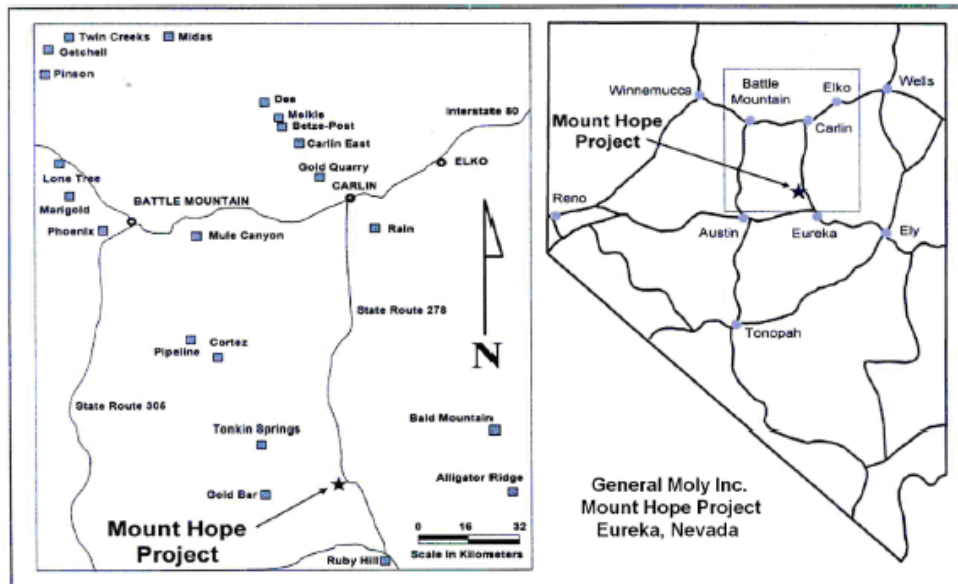 Twin Creeks
Midas
Getchell
Pinson
Dee
Meikle
Betze-Post
Interstate 80
Carlin East
ELKO
Lone Tree
Gold Quarry
CARLIN
Marigold
BATTLE MOUNTAIN
Phoenix
Mule Canyon
Rain
State Route 278
N
Pipeline
Cortez
State Route 305
Bald Mountain
Tonkin Springs
Alligator Ridge
Gold Bar
Mount Hope
Project
0 16 32
Scale in Kilometers
Ruby Hill
Winnemucca
Battle
Mountain
Elko
Wells
Carlin
Mount Hope
Project
Reno
Austin
Eureka
Ely
Tonopah
General Moly Inc.
Mount Hope Project
Eureka, Nevada